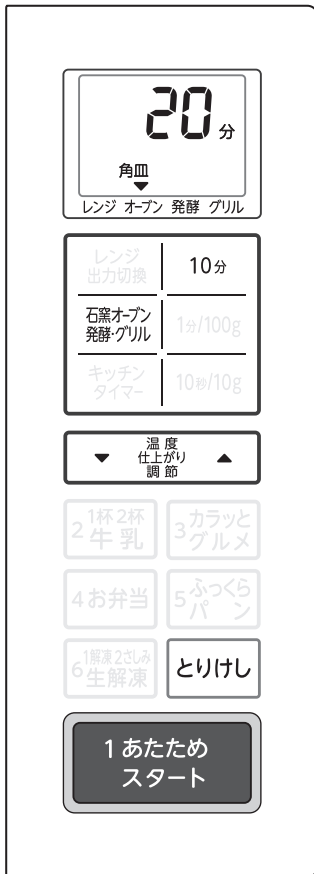 20分
角皿
レンジ オーブン 発酵 グリル
レンジ
出力切換
10分
石窯オーブン
発酵・グリル
1分/100g
キッチン
タイマー
10秒/10g
温度
仕上がり
調節
1杯2杯
2牛乳
3カラッと
グルメ
4お弁当
5ふっくら
パン
1解凍2さしみ
6生解凍
とりけし
1あたため
スタート